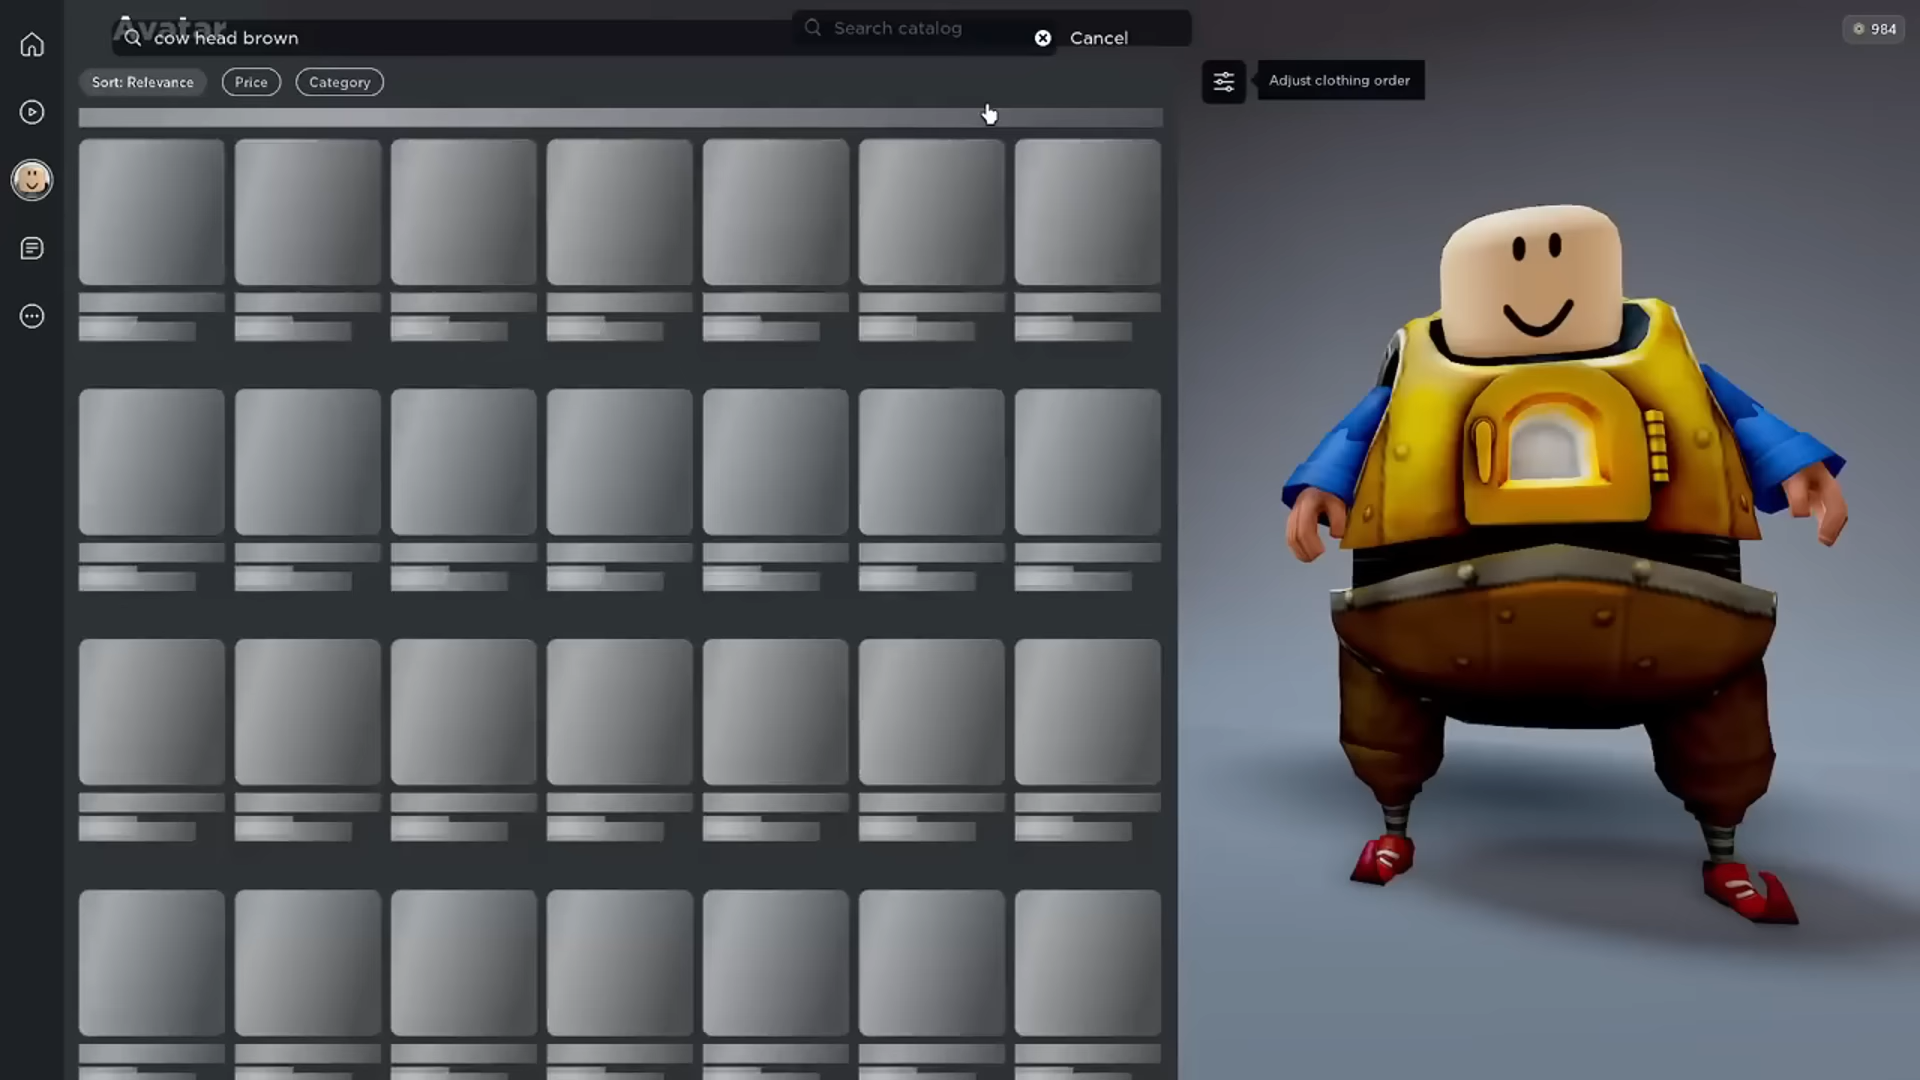 Avatar
cow head brown
Search catalog
Cancel
984
Sort: Relevance
Price
Category
Adjust clothing order